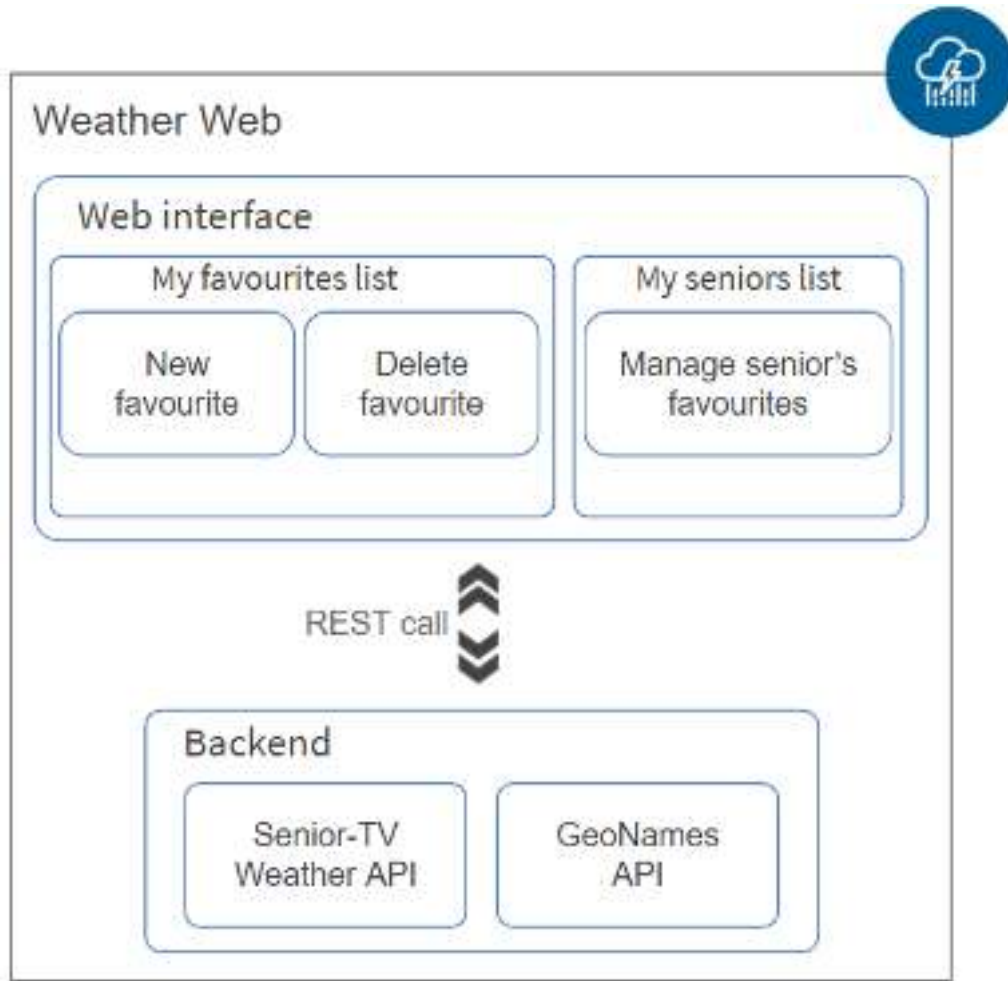 Weather Web
Web interface
My favourites list
New
favourite
Delete
favourite
My seniors list
Manage senior's
favourites
REST call
Backend
Senior-TV
Weather API
GeoNames
API